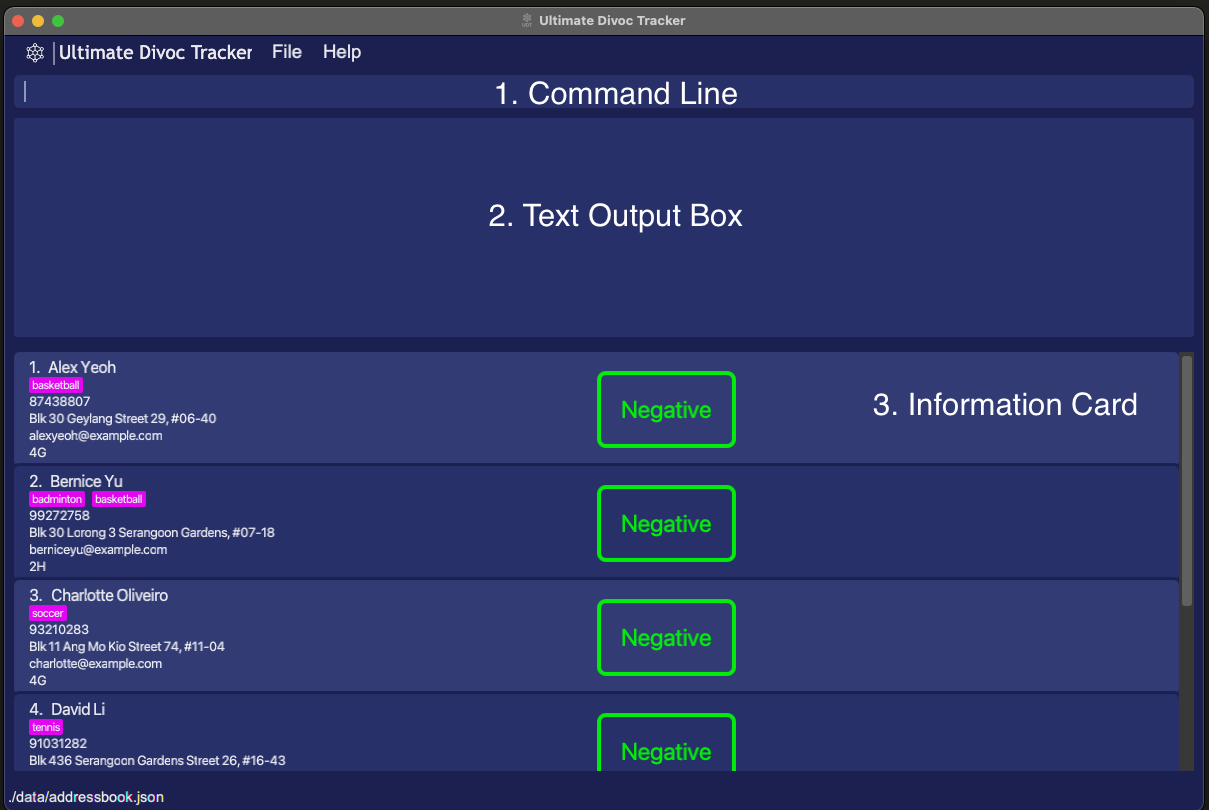 Ultimate Divoc Tracker
Ultimate Divoc Tracker File Help
1. Command Line
2. Text Output Box
1. Alex Yeoh
basketball
87438807
Blk 30 Geylang Street 29, #06-40
alexyeoh@example.com
4G
Negative
3. Information Card
2. Bernice Yu
badminton basketball
99272758
Blk 30 Lorong 3 Serangoon Gardens, #07-18
berniceyu@example.com
2H
Negative
3. Charlotte Oliveiro
soccer
93210283
Blk 11 Ang Mo Kio Street 74, #11-04
charlotte@example.com
4G
Negative
4. David Li
tennis
91031282
Blk 436 Serangoon Gardens Street 26, #16-43
Negative
./data/addressbook.json